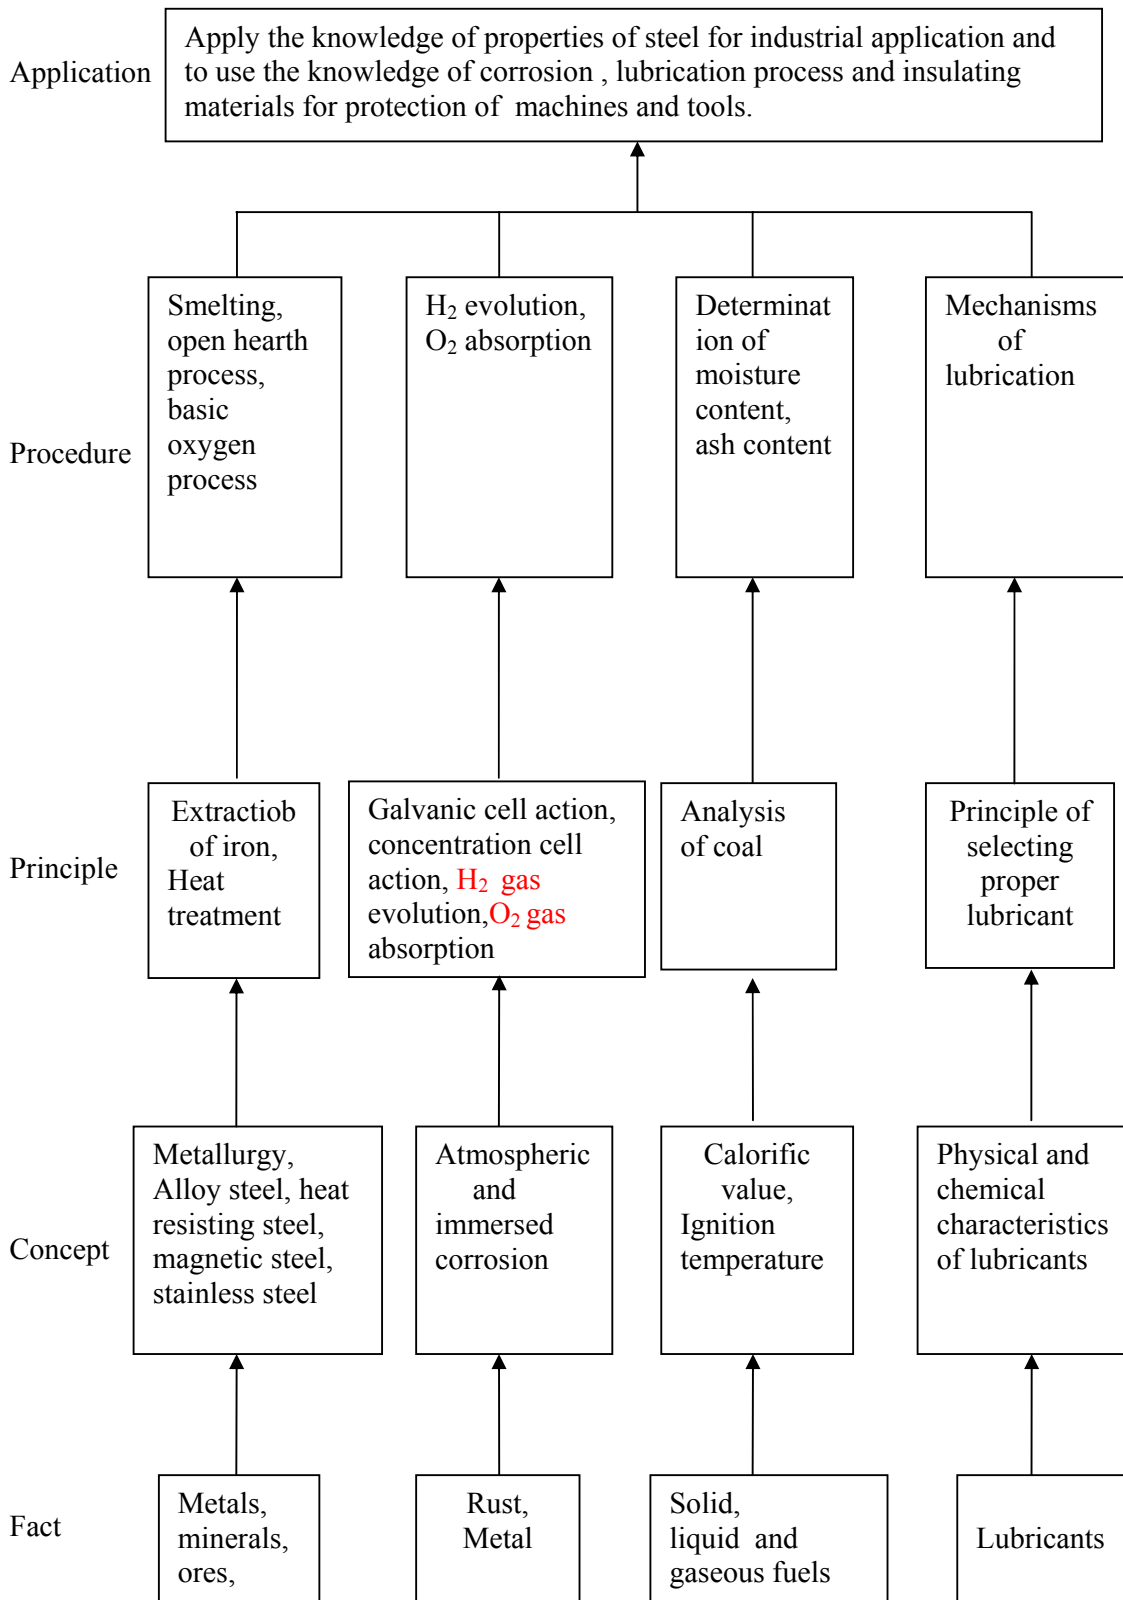 Application
Apply the knowledge of properties of steel for industrial application and
to use the knowledge of corrosion , lubrication process and insulating
materials for protection of machines and tools.
Procedure
Smelting,
open hearth
process,
basic
oxygen
process
H₂ evolution,
O₂ absorption
Determinat
ion of
moisture
content,
ash content
Mechanisms
of
lubrication
Principle
Extractiob
of iron,
Heat
treatment
Galvanic cell action,
concentration cell
action, H₂ gas
evolution,O₂ gas
absorption
Analysis
of coal
Principle of
selecting
proper
lubricant
Concept
Metallurgy,
Alloy steel, heat
resisting steel,
magnetic steel,
stainless steel
Atmospheric
and
immersed
corrosion
Calorific
value,
Ignition
temperature
Physical and
chemical
characteristics
of lubricants
Fact
Metals,
minerals,
ores,
Rust,
Metal
Solid,
liquid and
gaseous fuels
Lubricants